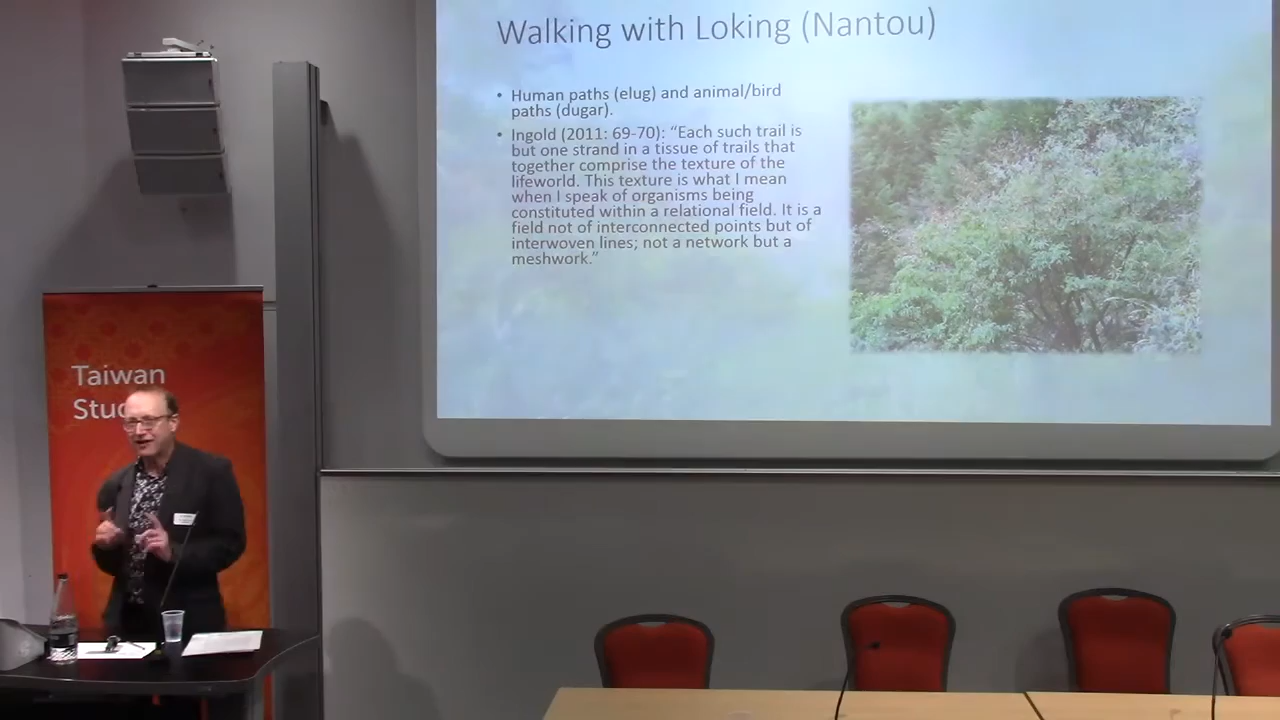 Walking with Loking (Nantou)
• Human paths (elug) and animal/bird
paths (dugar).
• Ingold (2011: 69-70): “Each such trail is
but one strand in a tissue of trails that
together comprise the texture of the
lifeworld. This texture is what I mean
when I speak of organisms being
constituted within a relational field. It is a
field not of interconnected points but of
interwoven lines; not a network but a
meshwork.”
Taiwan